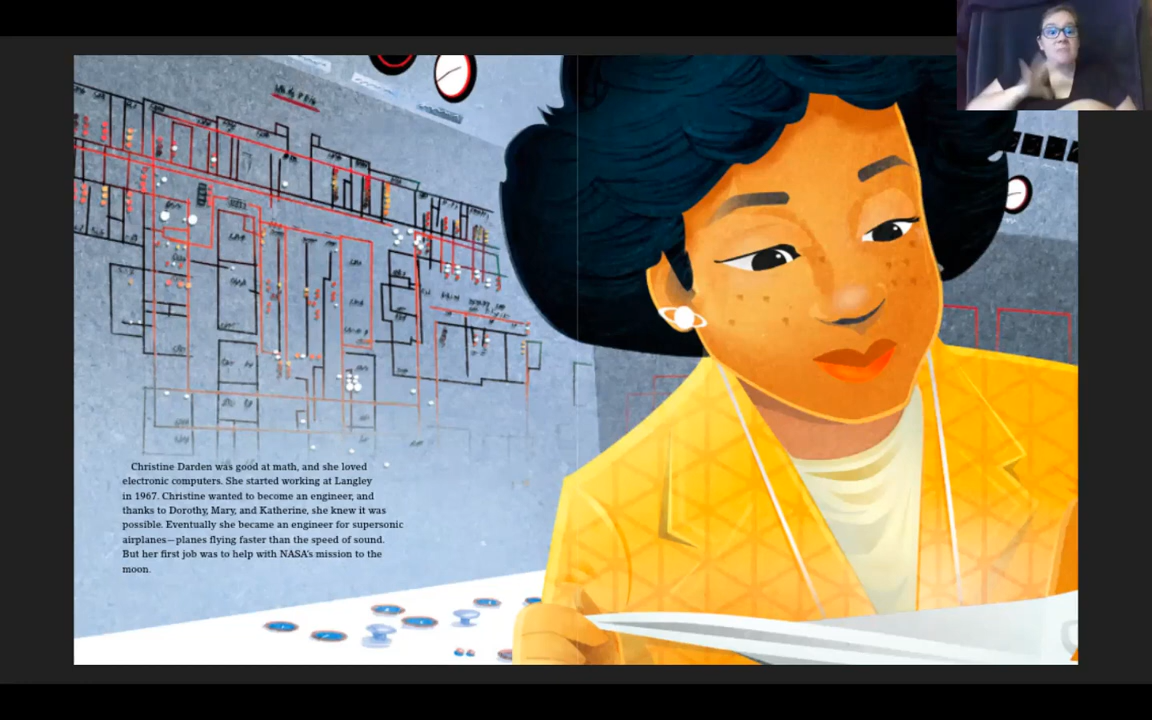 Christine Darden was good at math, and she loved
electronic computers. She started working at Langley
in 1967. Christine wanted to become an engineer, and
thanks to Dorothy, Mary, and Katherine, she knew it was
possible. Eventually she became an engineer for supersonic
airplanes—planes flying faster than the speed of sound.
But her first job was to help with NASA's mission to the
moon.